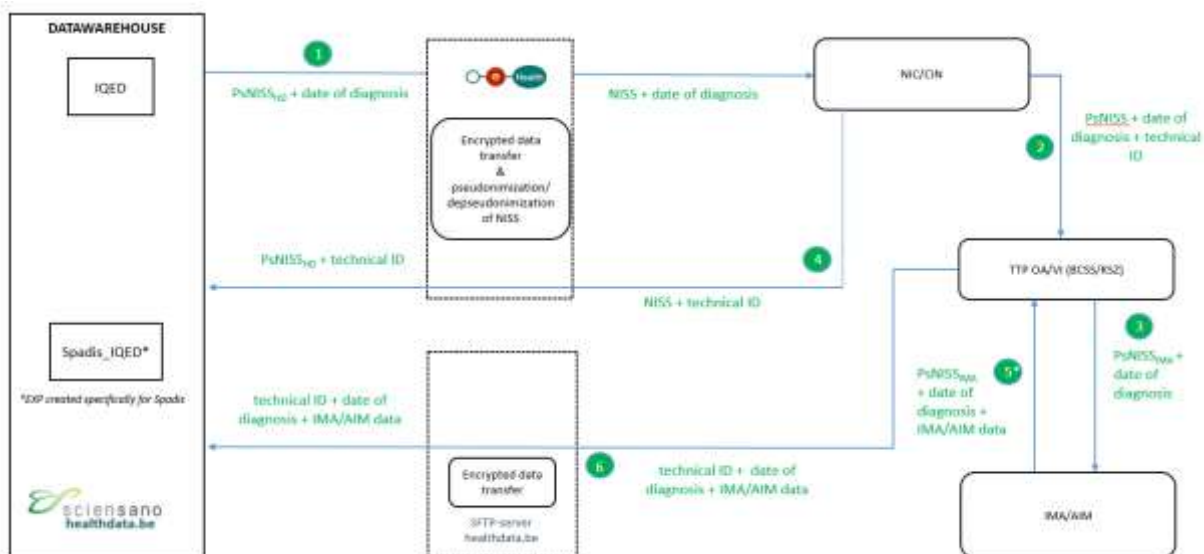 DATAWAREHOUSE
IQED
1
PsNISS_HD + date of diagnosis
Health
Encrypted data
transfer
&
pseudonimization/
depseudonimization
of NISS
NISS + date of diagnosis
NIC/CIN
2
PsNISS + date of
diagnosis + technical
ID
PsNISS_HD + technical ID
4
NISS + technical ID
TTP OA/VI (BCSS/KSZ)
3
PsNISS_IMA +
date of
diagnosis
5*
PsNISS_IMA
+ date of
diagnosis +
IMA/AIM data
Spadis_IQED*
*EXP created specifically for Spadis
technical ID + date of
diagnosis + IMA/AIM data
Encrypted data
transfer
SFTP-server
healthdata.be
6
technical ID + date of
diagnosis + IMA/AIM data
IMA/AIM
sciensano
healthdata.be